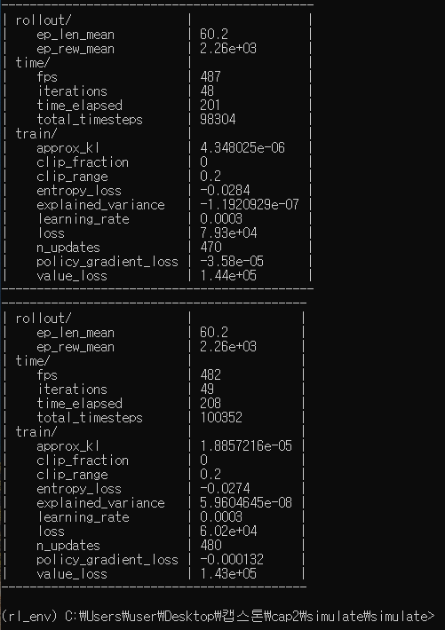 -----------------------------------------
| rollout/                |             |
|    ep_len_mean          | 60.2        |
|    ep_rew_mean          | 2.26e+03    |
| time/                   |             |
|    fps                  | 487         |
|    iterations           | 48          |
|    time_elapsed         | 201         |
|    total_timesteps      | 98304       |
| train/                  |             |
|    approx_kl            | 4.348025e-06 |
|    clip_fraction        | 0           |
|    clip_range           | 0.2         |
|    entropy_loss         | -0.0284     |
|    explained_variance   | -1.1920929e-07 |
|    learning_rate        | 0.0003      |
|    loss                 | 7.93e+04    |
|    n_updates            | 470         |
|    policy_gradient_loss | -3.58e-05   |
|    value_loss           | 1.44e+05    |
-----------------------------------------
-----------------------------------------
| rollout/                |             |
|    ep_len_mean          | 60.2        |
|    ep_rew_mean          | 2.26e+03    |
| time/                   |             |
|    fps                  | 482         |
|    iterations           | 49          |
|    time_elapsed         | 208         |
|    total_timesteps      | 100352      |
| train/                  |             |
|    approx_kl            | 1.8857216e-05 |
|    clip_fraction        | 0           |
|    clip_range           | 0.2         |
|    entropy_loss         | -0.0274     |
|    explained_variance   | 5.9604645e-08 |
|    learning_rate        | 0.0003      |
|    loss                 | 6.02e+04    |
|    n_updates            | 480         |
|    policy_gradient_loss | -0.000132   |
|    value_loss           | 1.43e+05    |
-----------------------------------------
(rl_env) C:₩Users₩user₩Desktop₩캡스톤₩cap2₩simulate₩simulate>